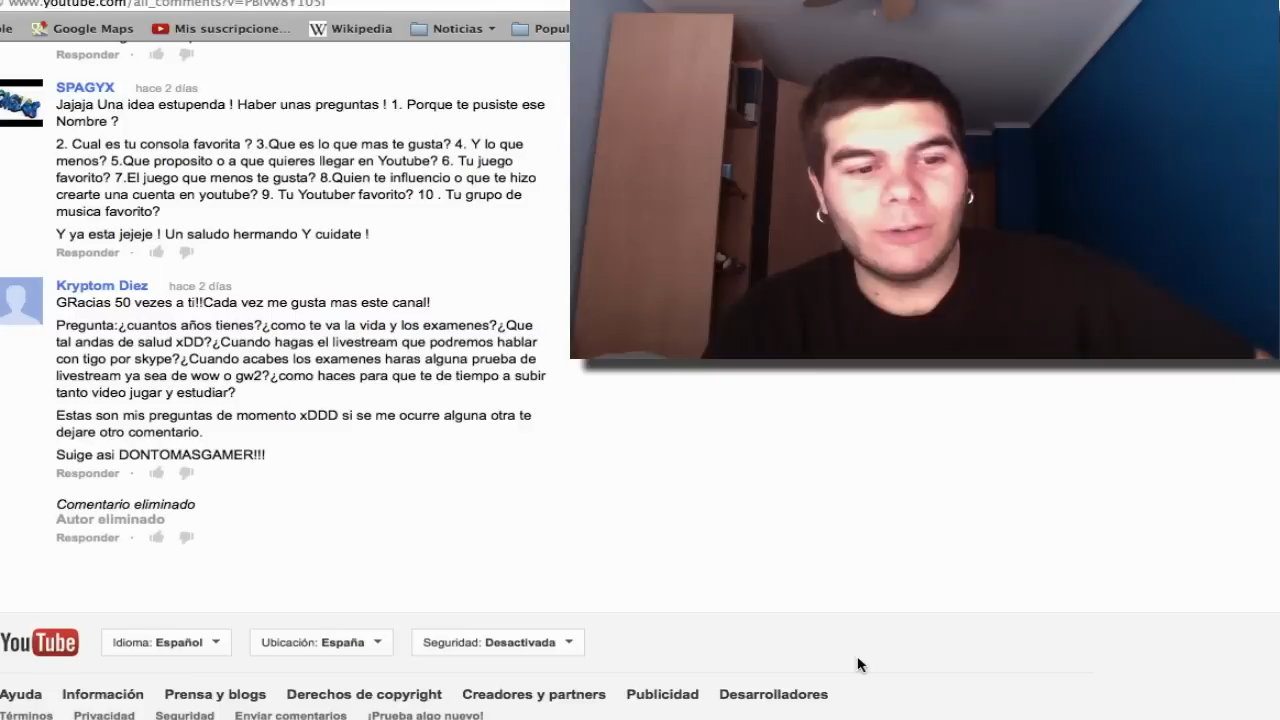 www.youtube.com/all_comments?v=
Google Maps
Mis suscripcione...
W Wikipedia
Noticias
Popul
Responder ·
SPAGYX hace 2 días
Jajaja Una idea estupenda ! Haber unas preguntas ! 1. Porque te pusiste ese
Nombre ?
2. Cual es tu consola favorita ? 3.Que es lo que mas te gusta? 4. Y lo que
menos? 5.Que proposito o a que quieres llegar en Youtube? 6. Tu juego
favorito? 7.El juego que menos te gusta? 8.Quien te influencio o que te hizo
crearte una cuenta en youtube? 9. Tu Youtuber favorito? 10 . Tu grupo de
musica favorito?
Y ya esta jejeje ! Un saludo hermando Y cuidate !
Responder ·
Kryptom Diez hace 2 días
GRacias 50 vezes a ti!!Cada vez me gusta mas este canal!
Pregunta:¿cuantos años tienes?¿como te va la vida y los examenes?¿Que
tal andas de salud xDD?¿Cuando hagas el livestream que podremos hablar
con tigo por skype?¿Cuando acabes los examenes haras alguna prueba de
livestream ya sea de wow o gw2?¿como haces para que te de tiempo a subir
tanto video jugar y estudiar?
Estas son mis preguntas de momento xDDD si se me ocurre alguna otra te
dejare otro comentario.
Suige asi DONTOMASGAMER!!!
Responder ·
Comentario eliminado
Autor eliminado
Responder ·
YouTube
Idioma: Español
Ubicación: España
Seguridad: Desactivada
Ayuda Información Prensa y blogs Derechos de copyright Creadores y partners Publicidad Desarrolladores
Términos Privacidad Seguridad Enviar comentarios ¡Prueba algo nuevo!